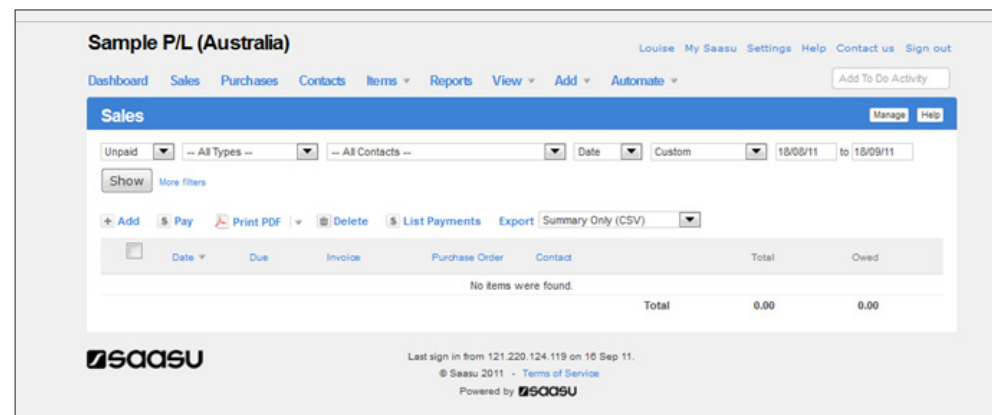 Sample P/L (Australia)
Louise My Saasu Settings Help Contact us Sign out
Dashboard Sales Purchases Contacts Items Reports View Add Automate Add To Do Activity
Sales Manage Help
Unpaid -- All Types -- -- All Contacts -- Date Custom 18/08/11 to 18/09/11
Show More filters
+ Add $ Pay Print PDF Delete $ List Payments Export Summary Only (CSV)
Date Due Invoice Purchase Order Contact Total Owed
No items were found.
Total 0.00 0.00
saasu
Last sign in from 121.220.124.119 on 16 Sep 11.
© Saasu 2011 - Terms of Service
Powered by saasu